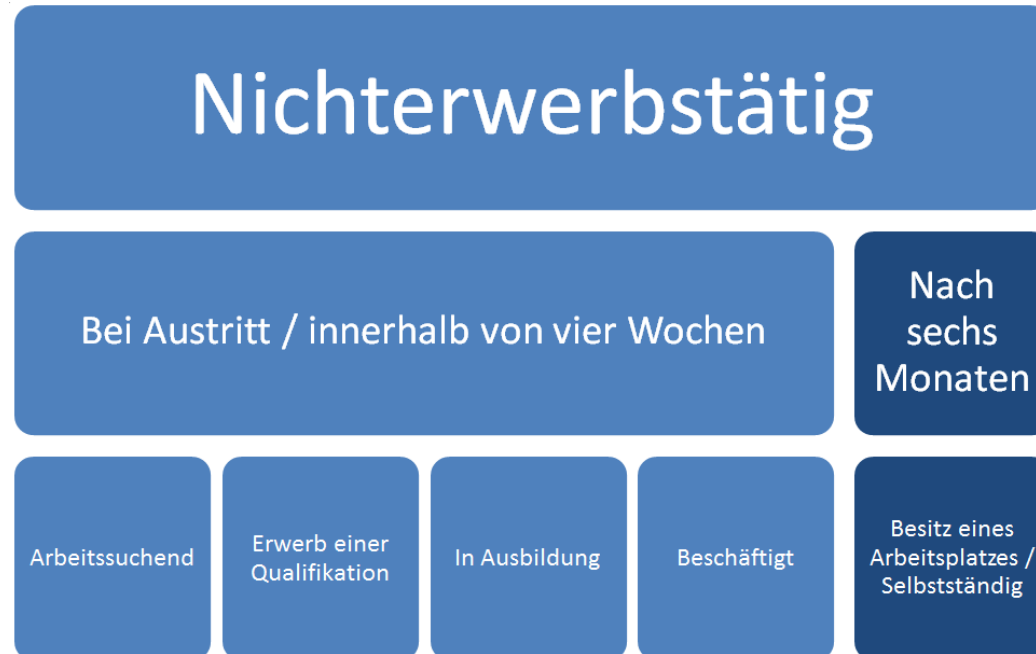 Nichterwerbstätig
Bei Austritt / innerhalb von vier Wochen
Nach
sechs
Monaten
Arbeitssuchend
Erwerb einer
Qualifikation
In Ausbildung
Beschäftigt
Besitz eines
Arbeitsplatzes /
Selbstständig